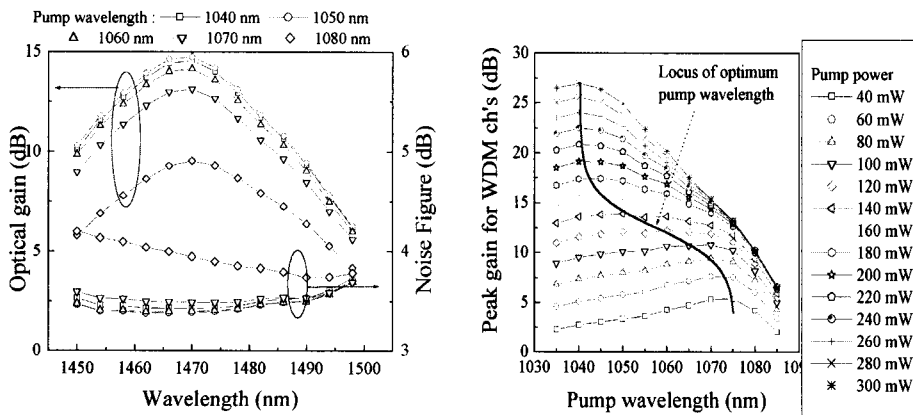 Pump wavelength : 1040 nm 1050 nm
1060 nm 1070 nm 1080 nm
15
10
5
0
Optical gain (dB)
6
5
4
3
Noise Figure (dB)
1450 1460 1470 1480 1490 1500
Wavelength (nm)
30
25
20
15
10
5
0
Peak gain for WDM ch's (dB)
Locus of optimum
pump wavelength
1030 1040 1050 1060 1070 1080 109
Pump wavelength (nm)
Pump power
40 mW
60 mW
80 mW
100 mW
120 mW
140 mW
160 mW
180 mW
200 mW
220 mW
240 mW
260 mW
280 mW
300 mW